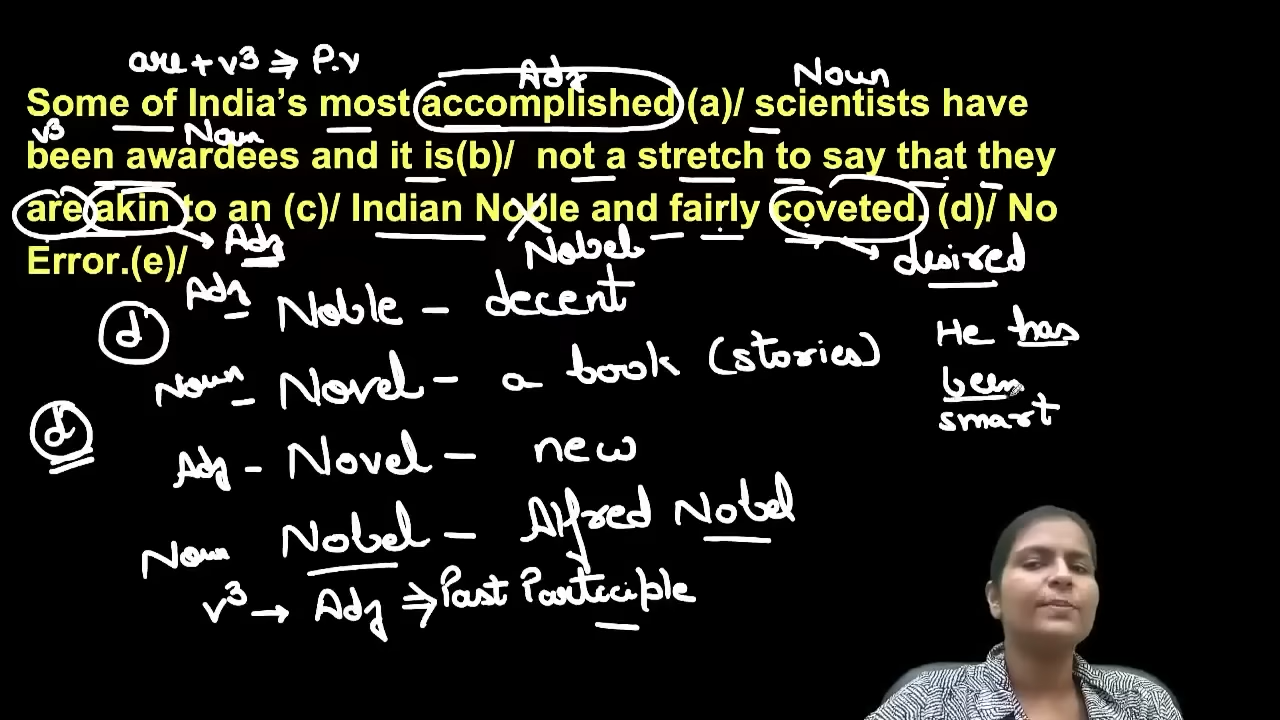 are + v3 ⇒ P.v
Adj
Noun
Some of India's most accomplished (a)/ scientists have
v3
Noun
been awardees and it is(b)/ not a stretch to say that they
are akin to an (c)/ Indian Noble and fairly coveted. (d)/ No
Adj
Nobel
desired
Error.(e)/
Adj - Noble - decent
d
He has
been
smart
Noun - Novel - a book (stories)
d
Adj - Novel - new
Noun Nobel - Alfred Nobel
v3 → Adj ⇒ Past Participle